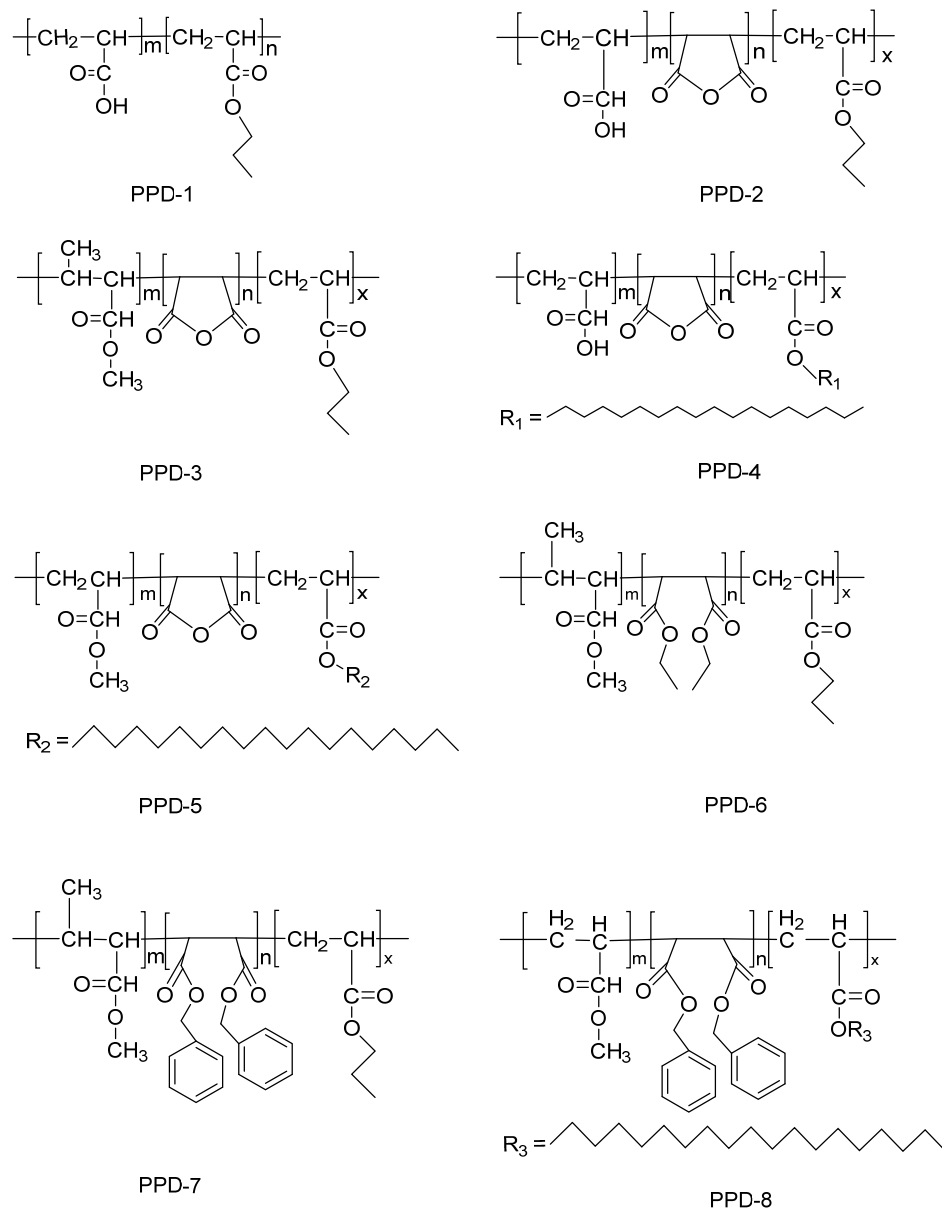 CH2 CH m CH2 CH n
O=C C=O
OH O
PPD-1
CH2 CH m n CH2 CH x
O=CH O O O C=O
OH O
PPD-2
CH3
CH CH m n CH2 CH x
O=CH O O O C=O
O O
CH3
PPD-3
CH2 CH m n CH2 CH x
O=CH O O O C=O
OH O
R1
R1 =
PPD-4
CH2 CH m n CH2 CH x
O=CH O O O C=O
O O
CH3 R2
R2 =
PPD-5
CH3
CH CH m n CH2 CH x
O=CH O O C=O
O O O O
CH3
PPD-6
CH3
CH CH m n CH2 CH x
O=CH O O O O C=O
O O
CH3
PPD-7
H2 H H2 H
C C m n C C x
O=CH O O C=O
O O O OR3
CH3
R3 =
PPD-8